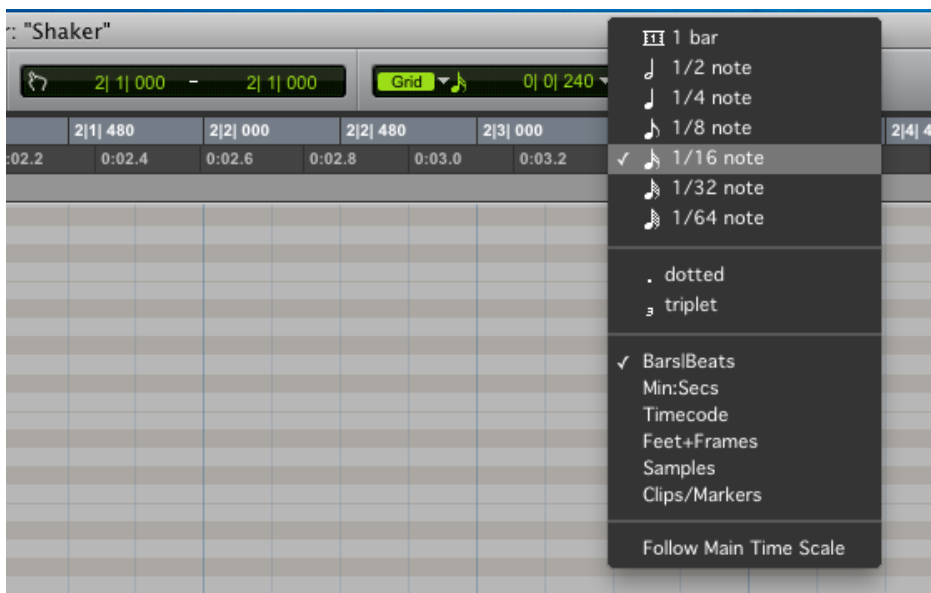 r: "Shaker"
2| 1| 000 – 2| 1| 000
Grid 0| 0| 240
2|1| 480 2|2| 000 2|2| 480 2|3| 000 2|4| 4
:02.2 0:02.4 0:02.6 0:02.8 0:03.0 0:03.2
1 1 bar
1/2 note
1/4 note
1/8 note
✓ 1/16 note
1/32 note
1/64 note
. dotted
3 triplet
✓ Bars|Beats
Min:Secs
Timecode
Feet+Frames
Samples
Clips/Markers
Follow Main Time Scale